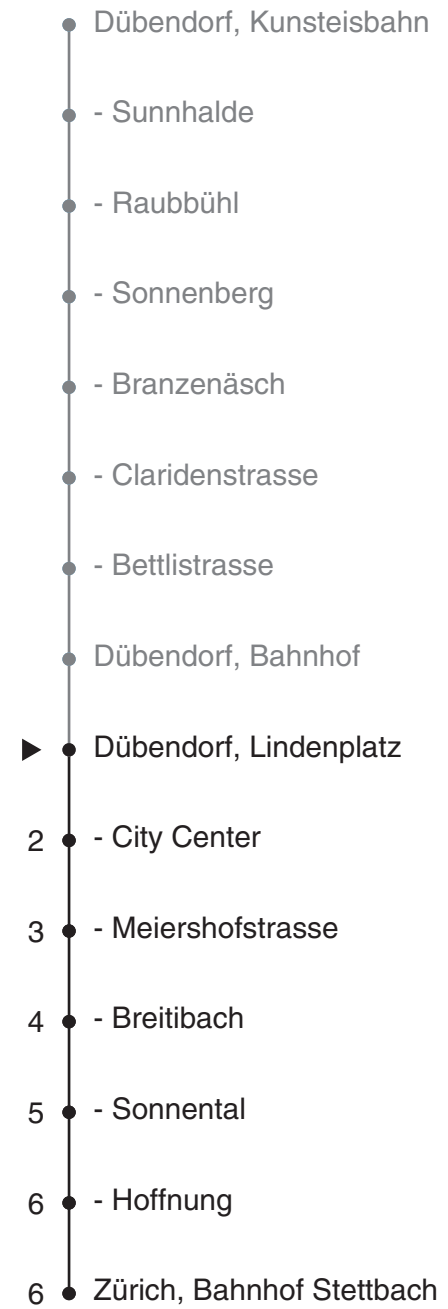 Dübendorf, Kunsteisbahn
- Sunnhalde
- Raubbühl
- Sonnenberg
- Branzenäsch
- Claridenstrasse
- Bettlistrasse
Dübendorf, Bahnhof
Dübendorf, Lindenplatz
2 - City Center
3 - Meiershofstrasse
4 - Breitibach
5 - Sonnental
6 - Hoffnung
6 Zürich, Bahnhof Stettbach